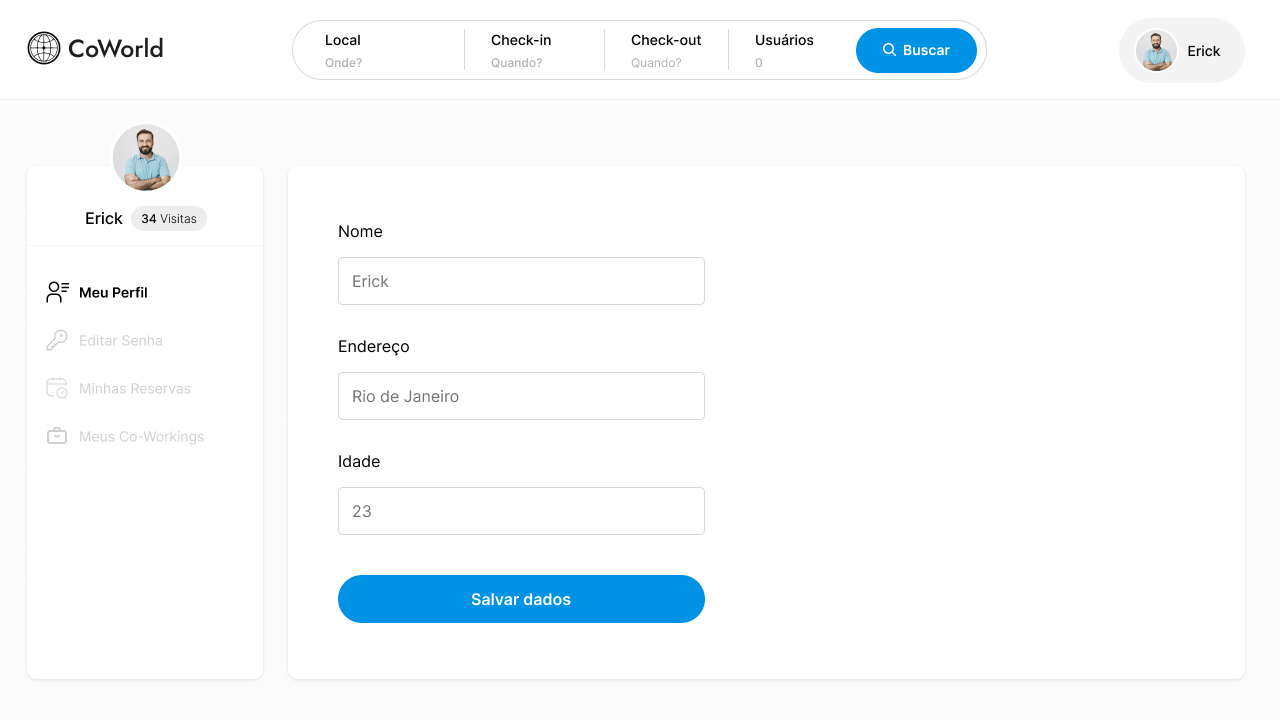 CoWorld
Local
Onde?
Check-in
Quando?
Check-out
Quando?
Usuários
0
Buscar
Erick
Erick
34 Visitas
Meu Perfil
Editar Senha
Minhas Reservas
Meus Co-Workings
Nome
Erick
Endereço
Rio de Janeiro
Idade
23
Salvar dados